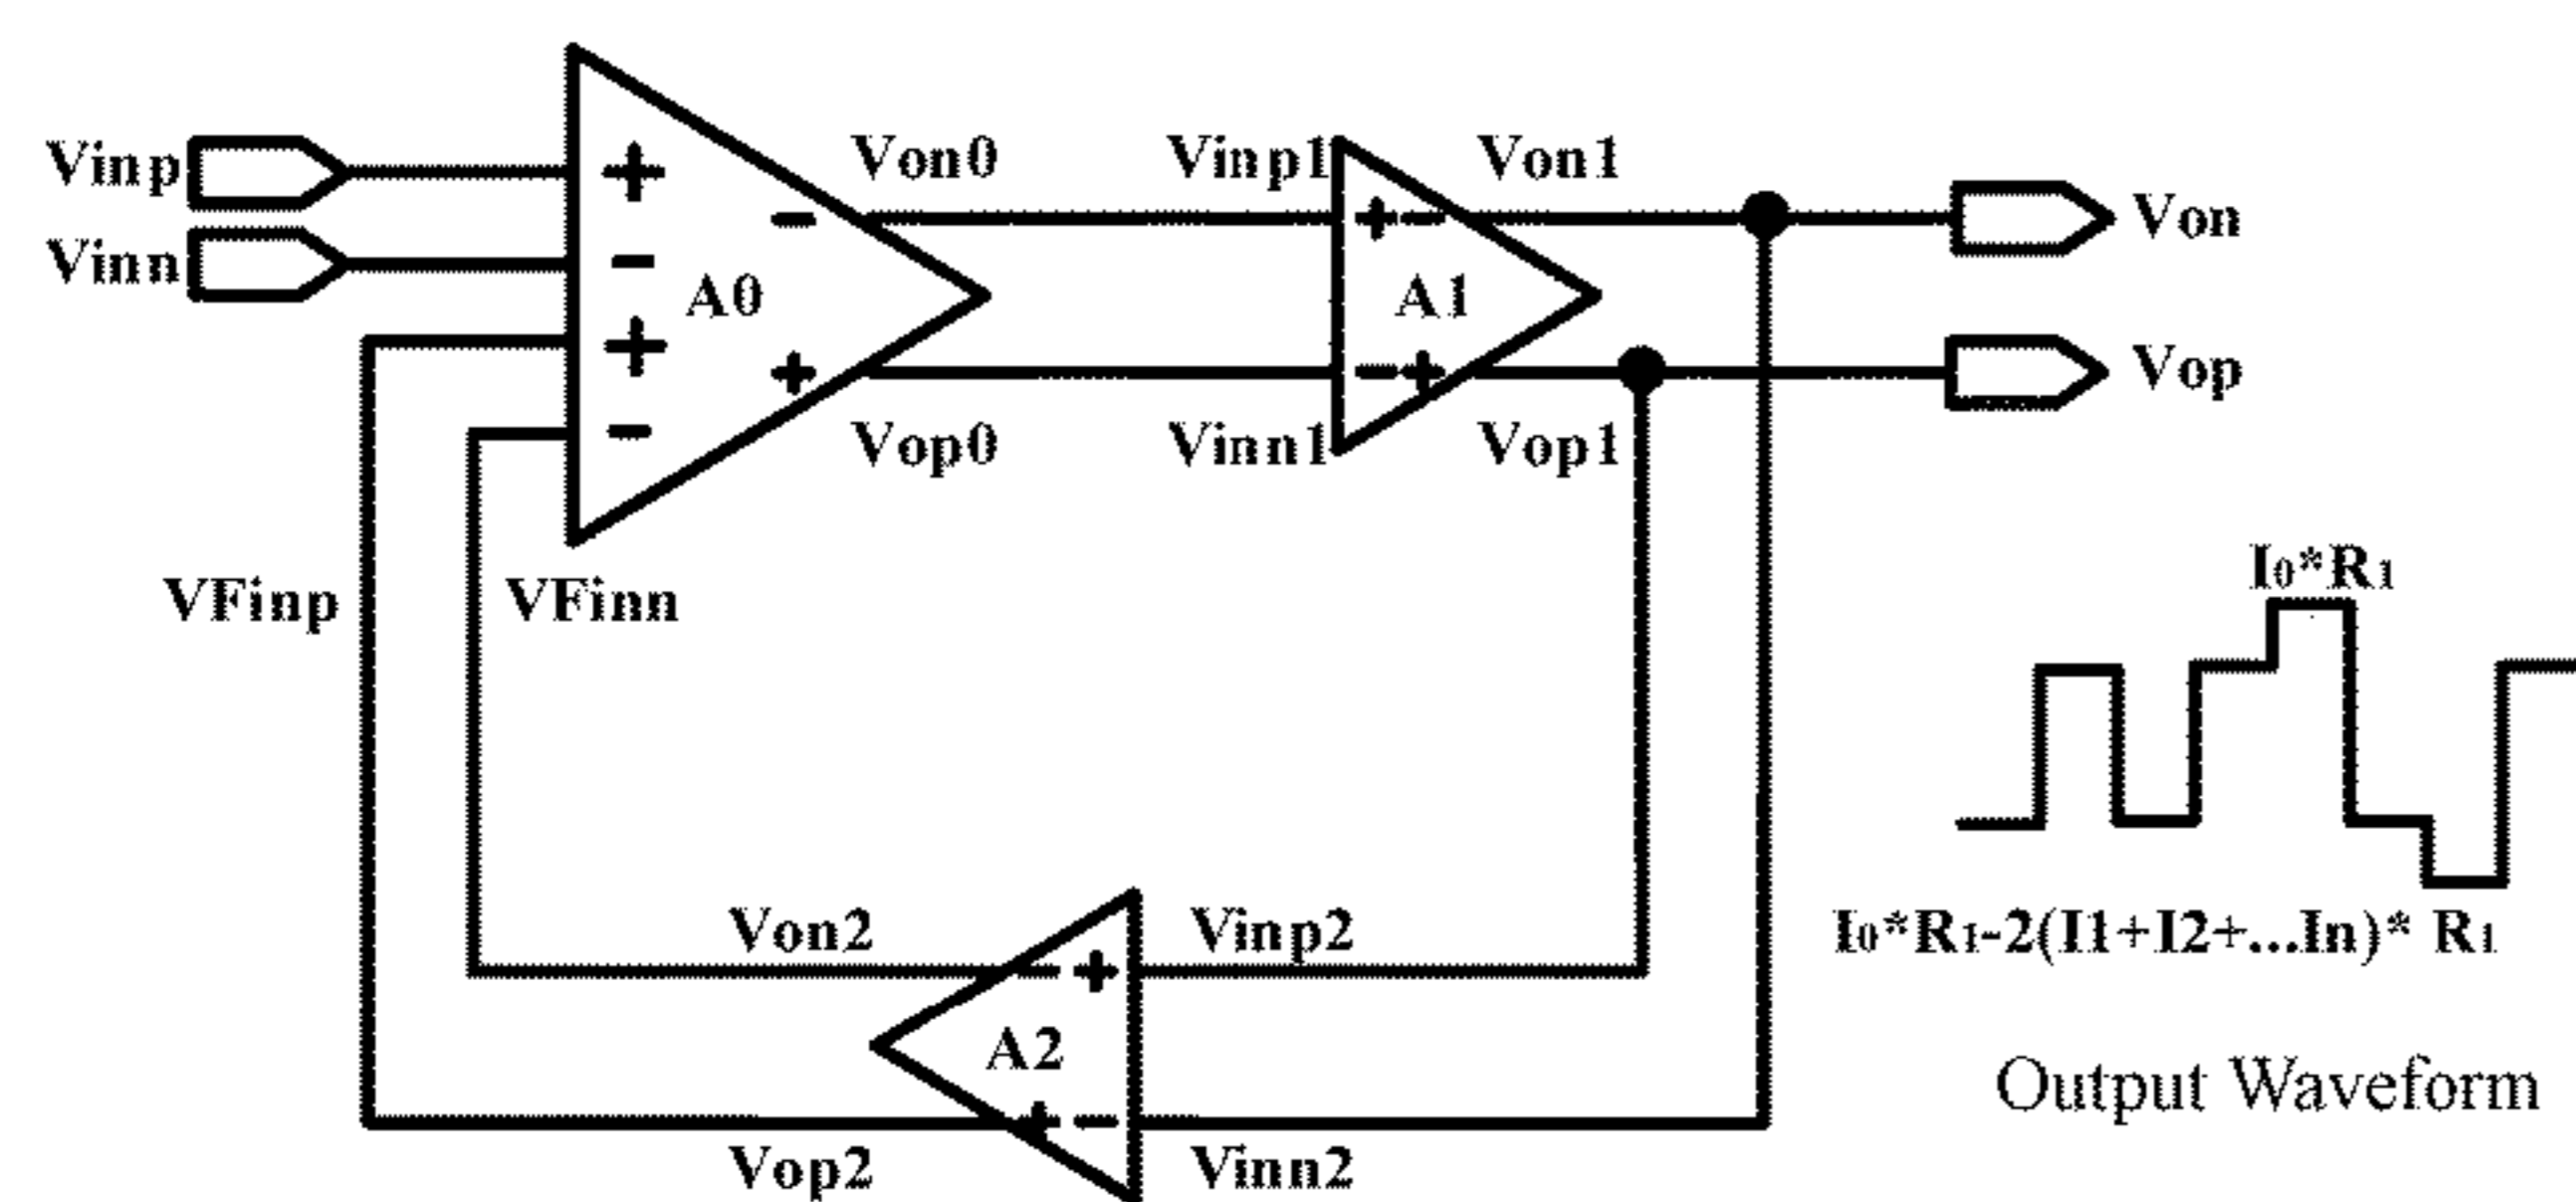 Vinp
Vinn
+
-
+
-
A0
-
+
Von0
Vop0
Vinp1
Vinn1
+-
A1
-+
Von1
Vop1
Von
Vop
VFinp
VFinn
Von2
Vop2
- +
A2
+ -
Vinp2
Vinn2
I0*R1
I0*R1-2(I1+I2+...In)* R1
Output Waveform